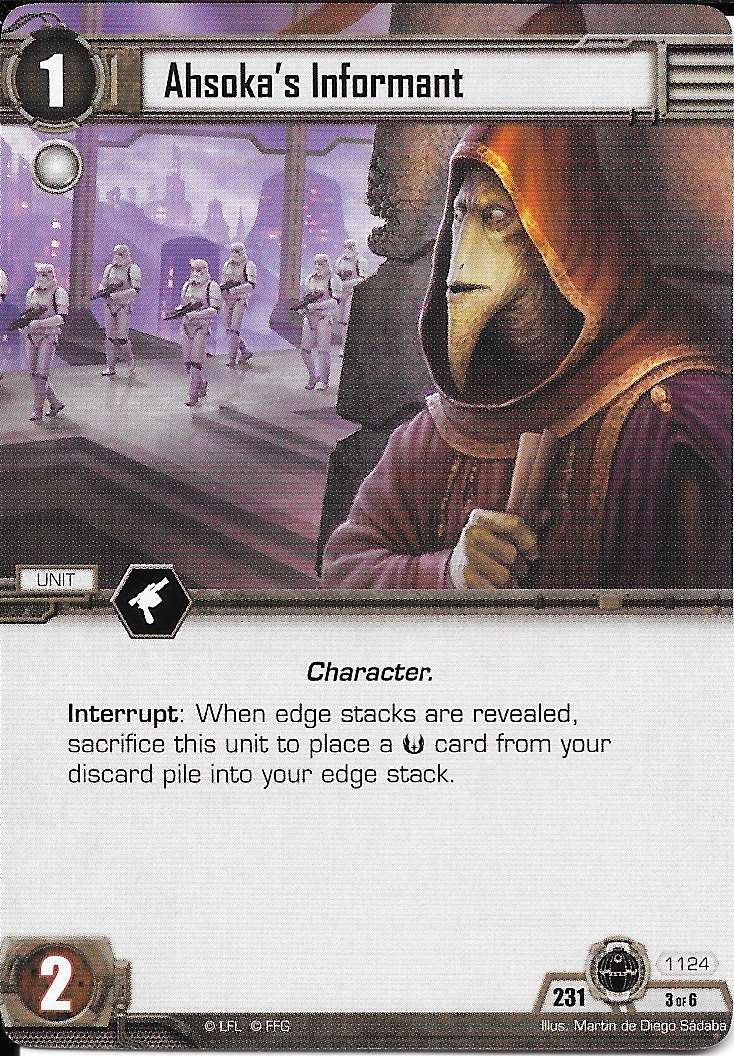 1
Ahsoka's Informant
UNIT
Character.
Interrupt: When edge stacks are revealed,
sacrifice this unit to place a card from your
discard pile into your edge stack.
2
1124
231
3 OF 6
© LFL © FFG
Illus. Martin de Diego Sádaba